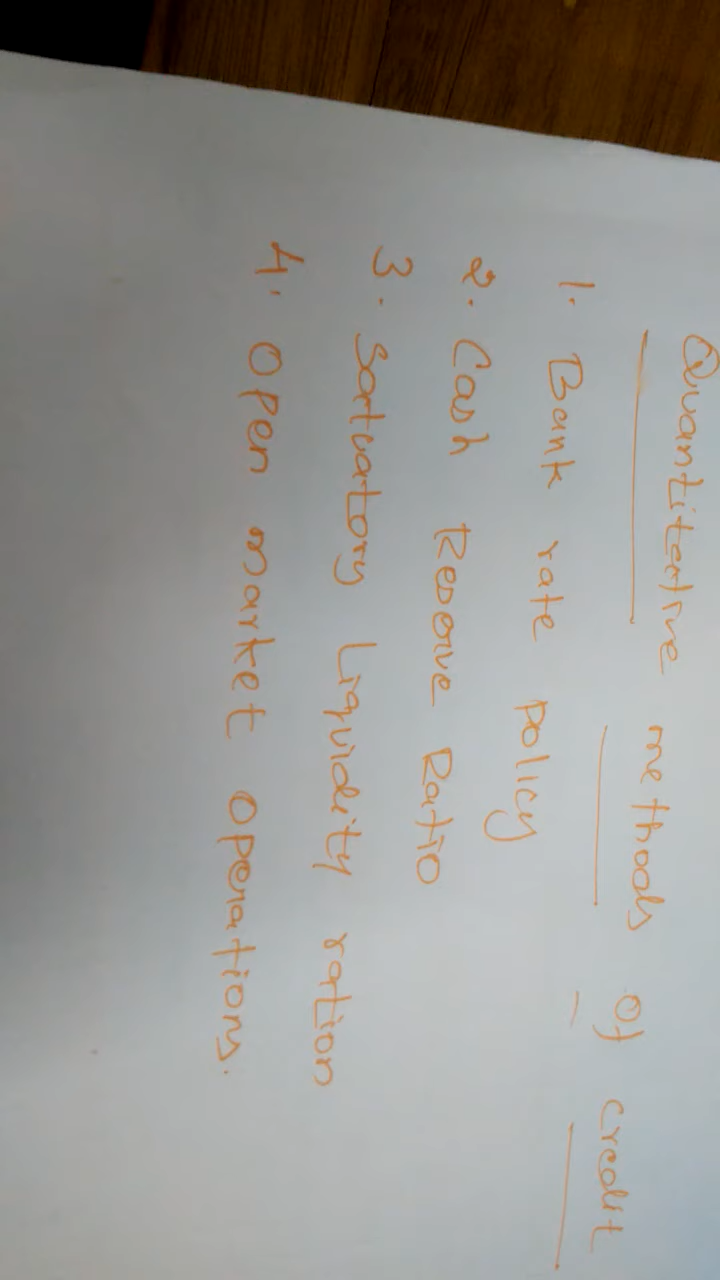 Quantitative methods of credit
1. Bank rate policy
2. Cash Reserve Ratio
3. Satuatory Liquidity ration
4. Open market operations.